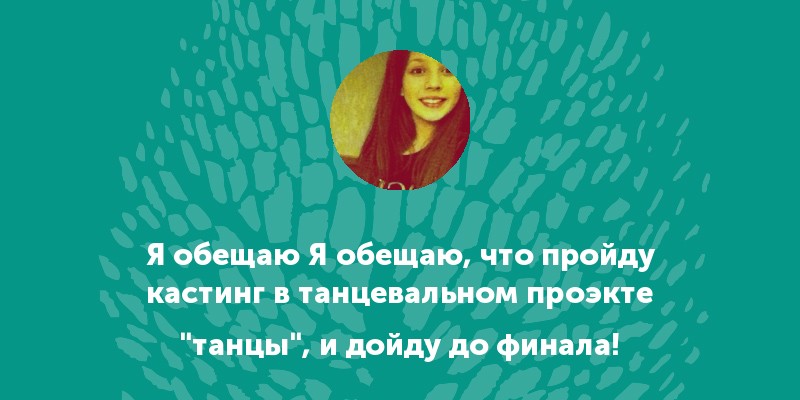 Я обещаю Я обещаю, что пройду
кастинг в танцевальном проэкте
"танцы", и дойду до финала!